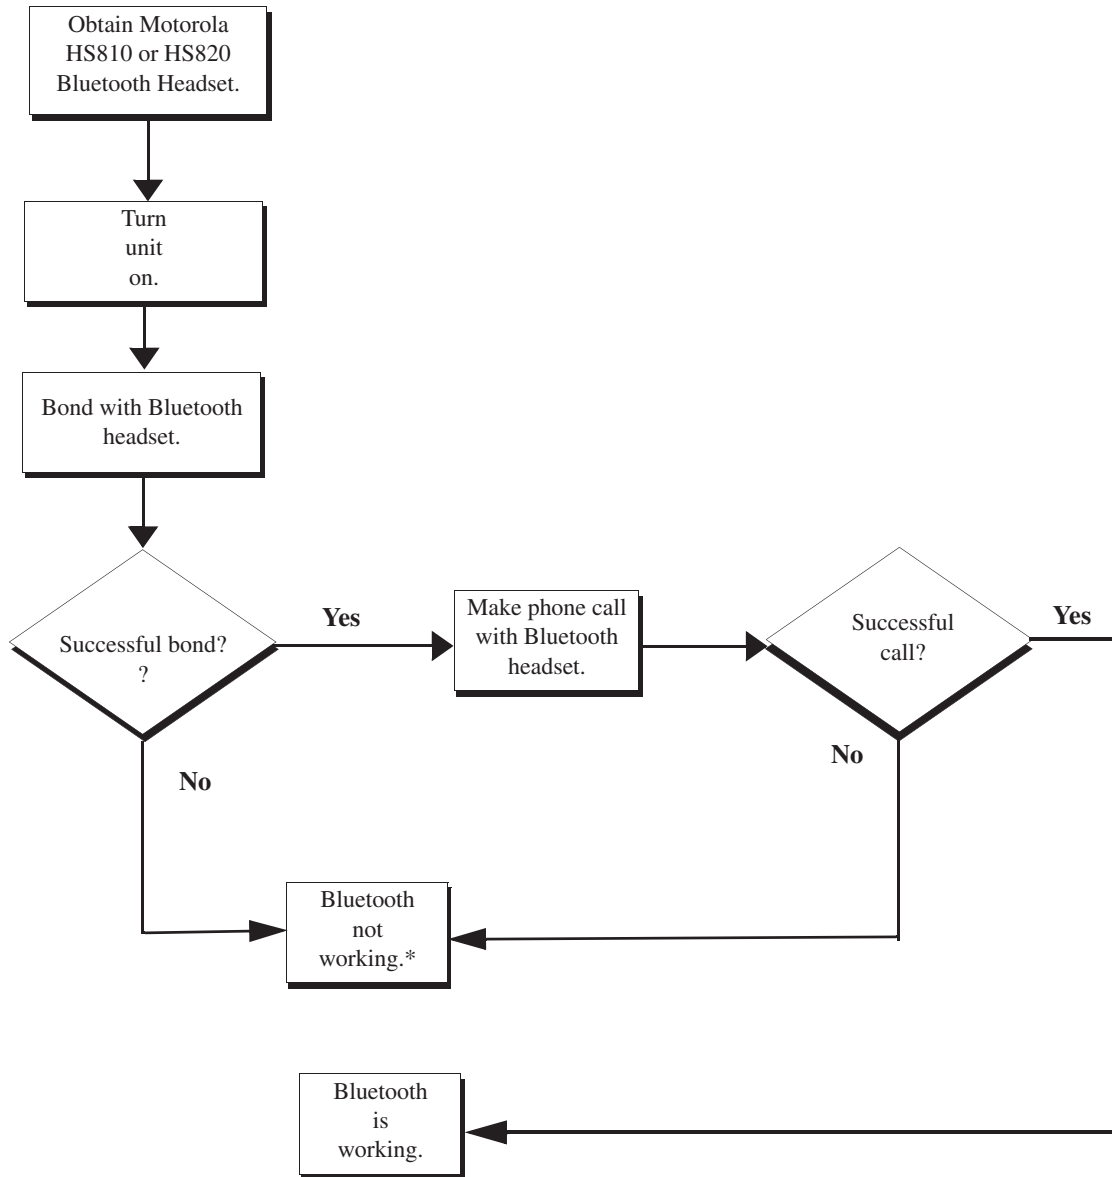 Obtain Motorola
HS810 or HS820
Bluetooth Headset.
Turn
unit
on.
Bond with Bluetooth
headset.
Successful bond?
?
Yes
No
Make phone call
with Bluetooth
headset.
Successful
call?
Yes
No
Bluetooth
not
working.*
Bluetooth
is
working.